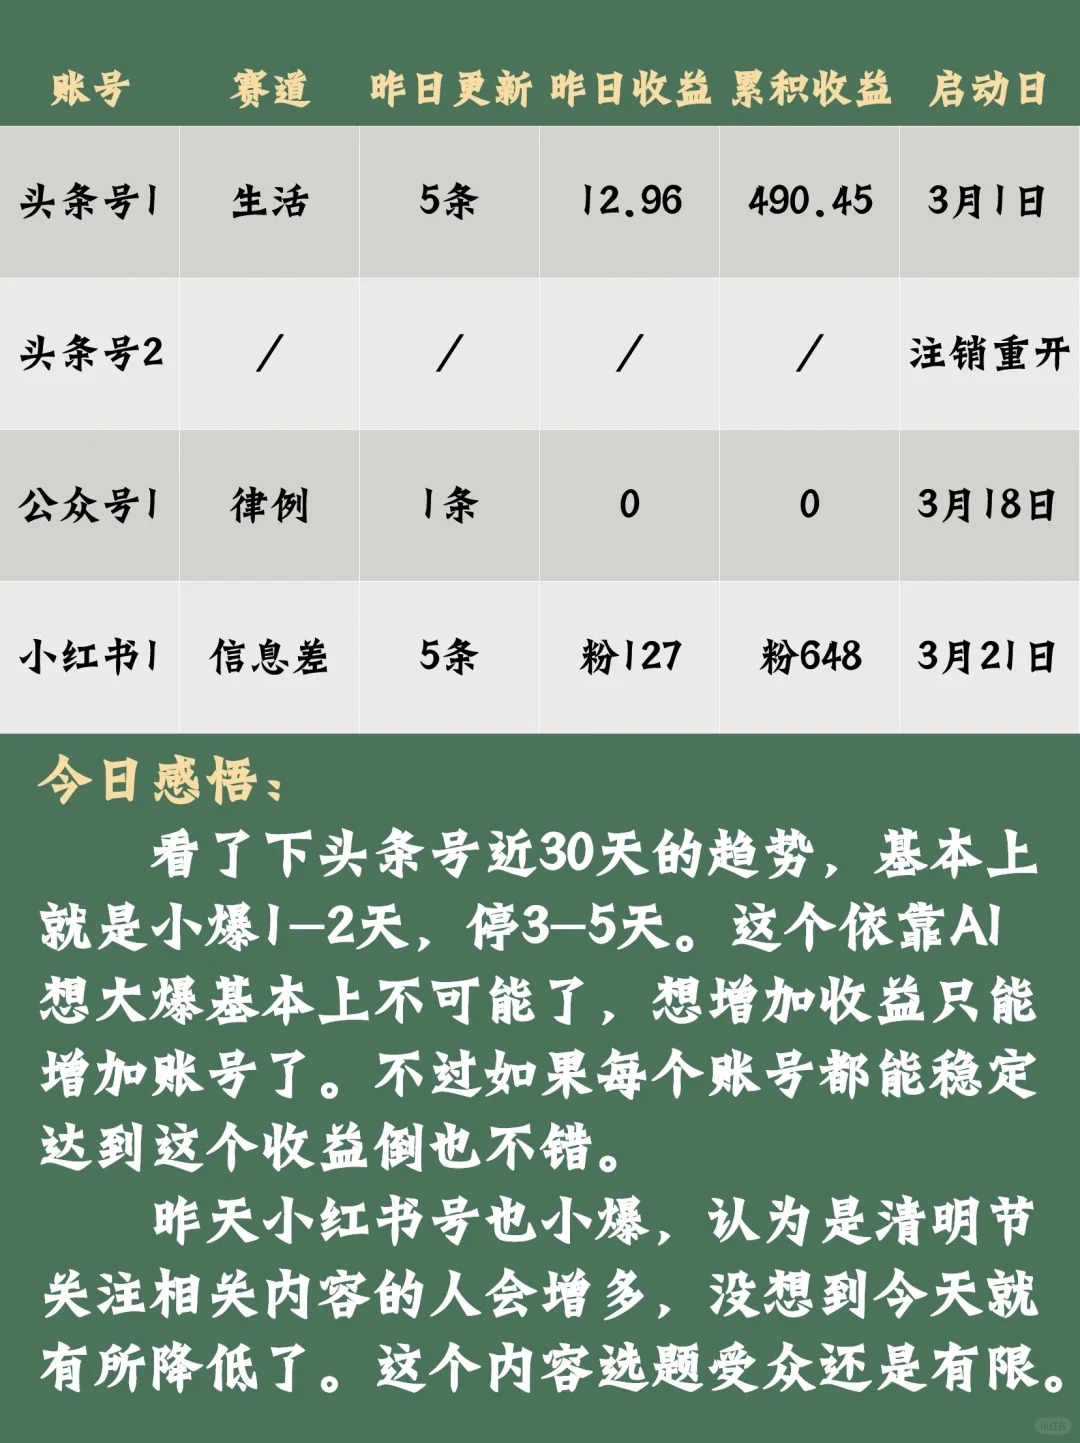 账号 赛道 昨日更新 昨日收益 累积收益 启动日
头条号1 生活 5条 12.96 490.45 3月1日
头条号2 / / / / 注销重开
公众号1 律例 1条 0 0 3月18日
小红书1 信息差 5条 粉127 粉648 3月21日
今日感悟：
看了下头条号近30天的趋势，基本上
就是小爆1-2天，停3-5天。这个依靠AI
想大爆基本上不可能了，想增加收益只能
增加账号了。不过如果每个账号都能稳定
达到这个收益倒也不错。
昨天小红书号也小爆，认为是清明节
关注相关内容的人会增多，没想到今天就
有所降低了。这个内容选题受众还是有限。